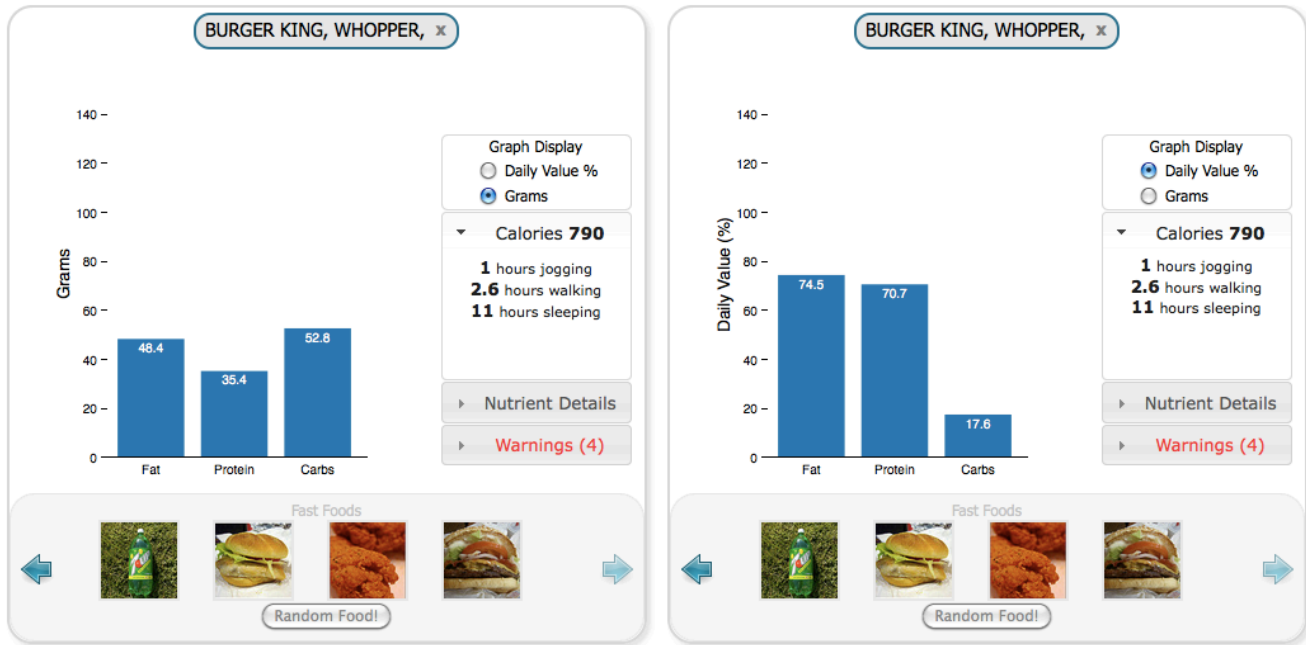 BURGER KING, WHOPPER, x
140
120
100
80
60
40
20
0
Grams
48.4
35.4
52.8
Fat Protein Carbs
Graph Display
Daily Value %
Grams
Calories 790
1 hours jogging
2.6 hours walking
11 hours sleeping
Nutrient Details
Warnings (4)
Fast Foods
Random Food!
BURGER KING, WHOPPER, x
140
120
100
80
60
40
20
0
Daily Value (%)
74.5
70.7
17.6
Fat Protein Carbs
Graph Display
Daily Value %
Grams
Calories 790
1 hours jogging
2.6 hours walking
11 hours sleeping
Nutrient Details
Warnings (4)
Fast Foods
Random Food!